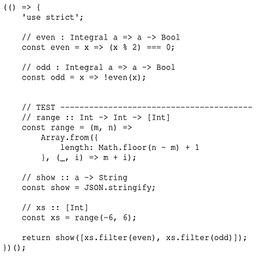 (() => {
    'use strict';

    // even : Integral a => a -> Bool
    const even = x => (x % 2) === 0;

    // odd : Integral a => a -> Bool
    const odd = x => !even(x);


    // TEST ----------------------------------------
    // range :: Int -> Int -> [Int]
    const range = (m, n) =>
        Array.from({
            length: Math.floor(n - m) + 1
        }, (_, i) => m + i);

    // show :: a -> String
    const show = JSON.stringify;

    // xs :: [Int]
    const xs = range(-6, 6);

    return show([xs.filter(even), xs.filter(odd)]);
})();